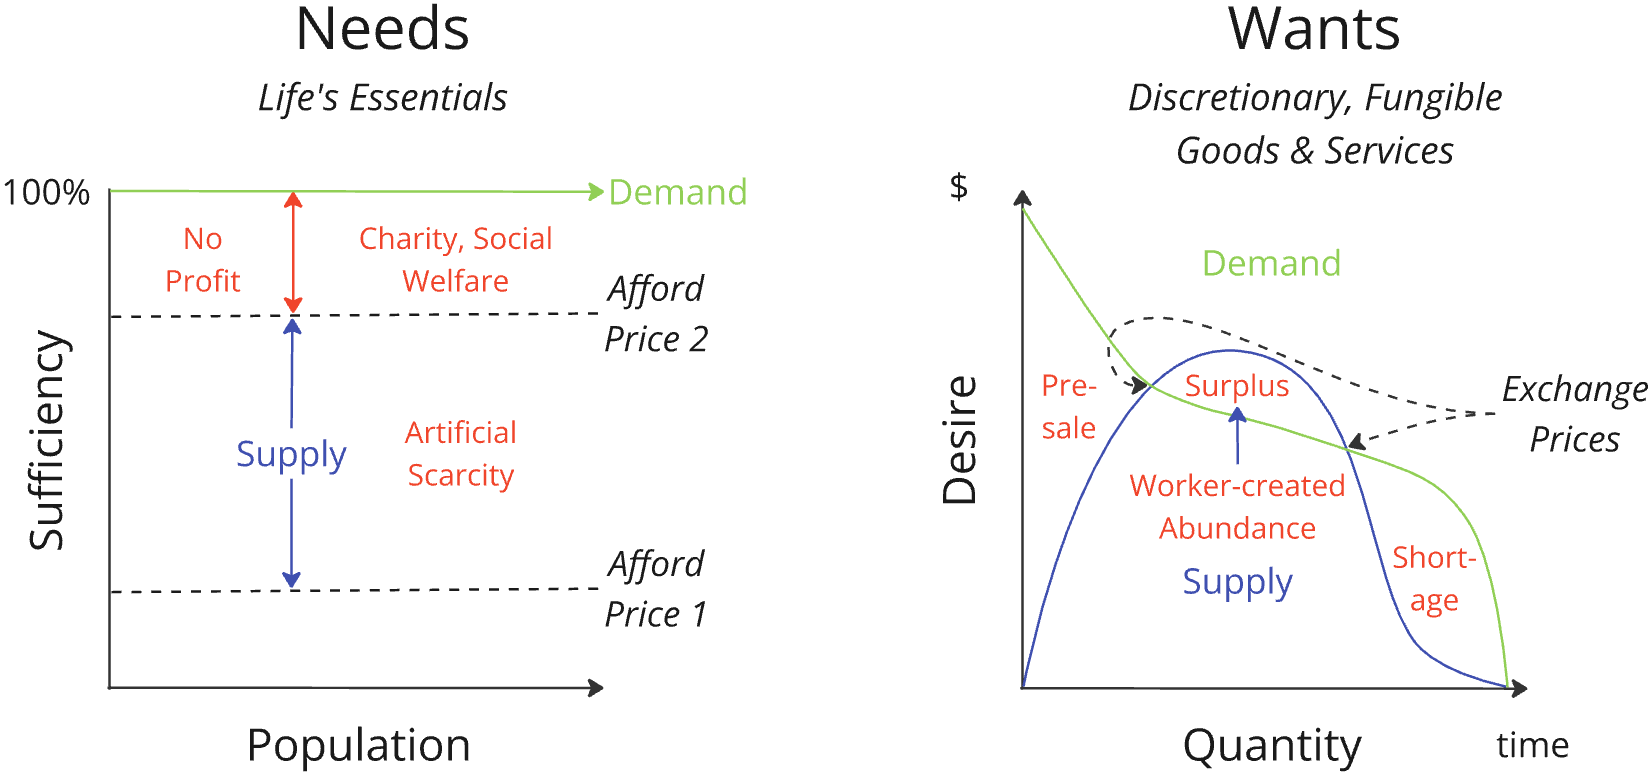 Needs
Life's Essentials
100%
Demand
No
Profit
Charity, Social
Welfare
Afford
Price 2
Sufficiency
Supply
Artificial
Scarcity
Afford
Price 1
Population
Wants
Discretionary, Fungible
Goods & Services
$
Demand
Desire
Pre-
sale
Surplus
Exchange
Prices
Worker-created
Abundance
Supply
Short-
age
Quantity
time